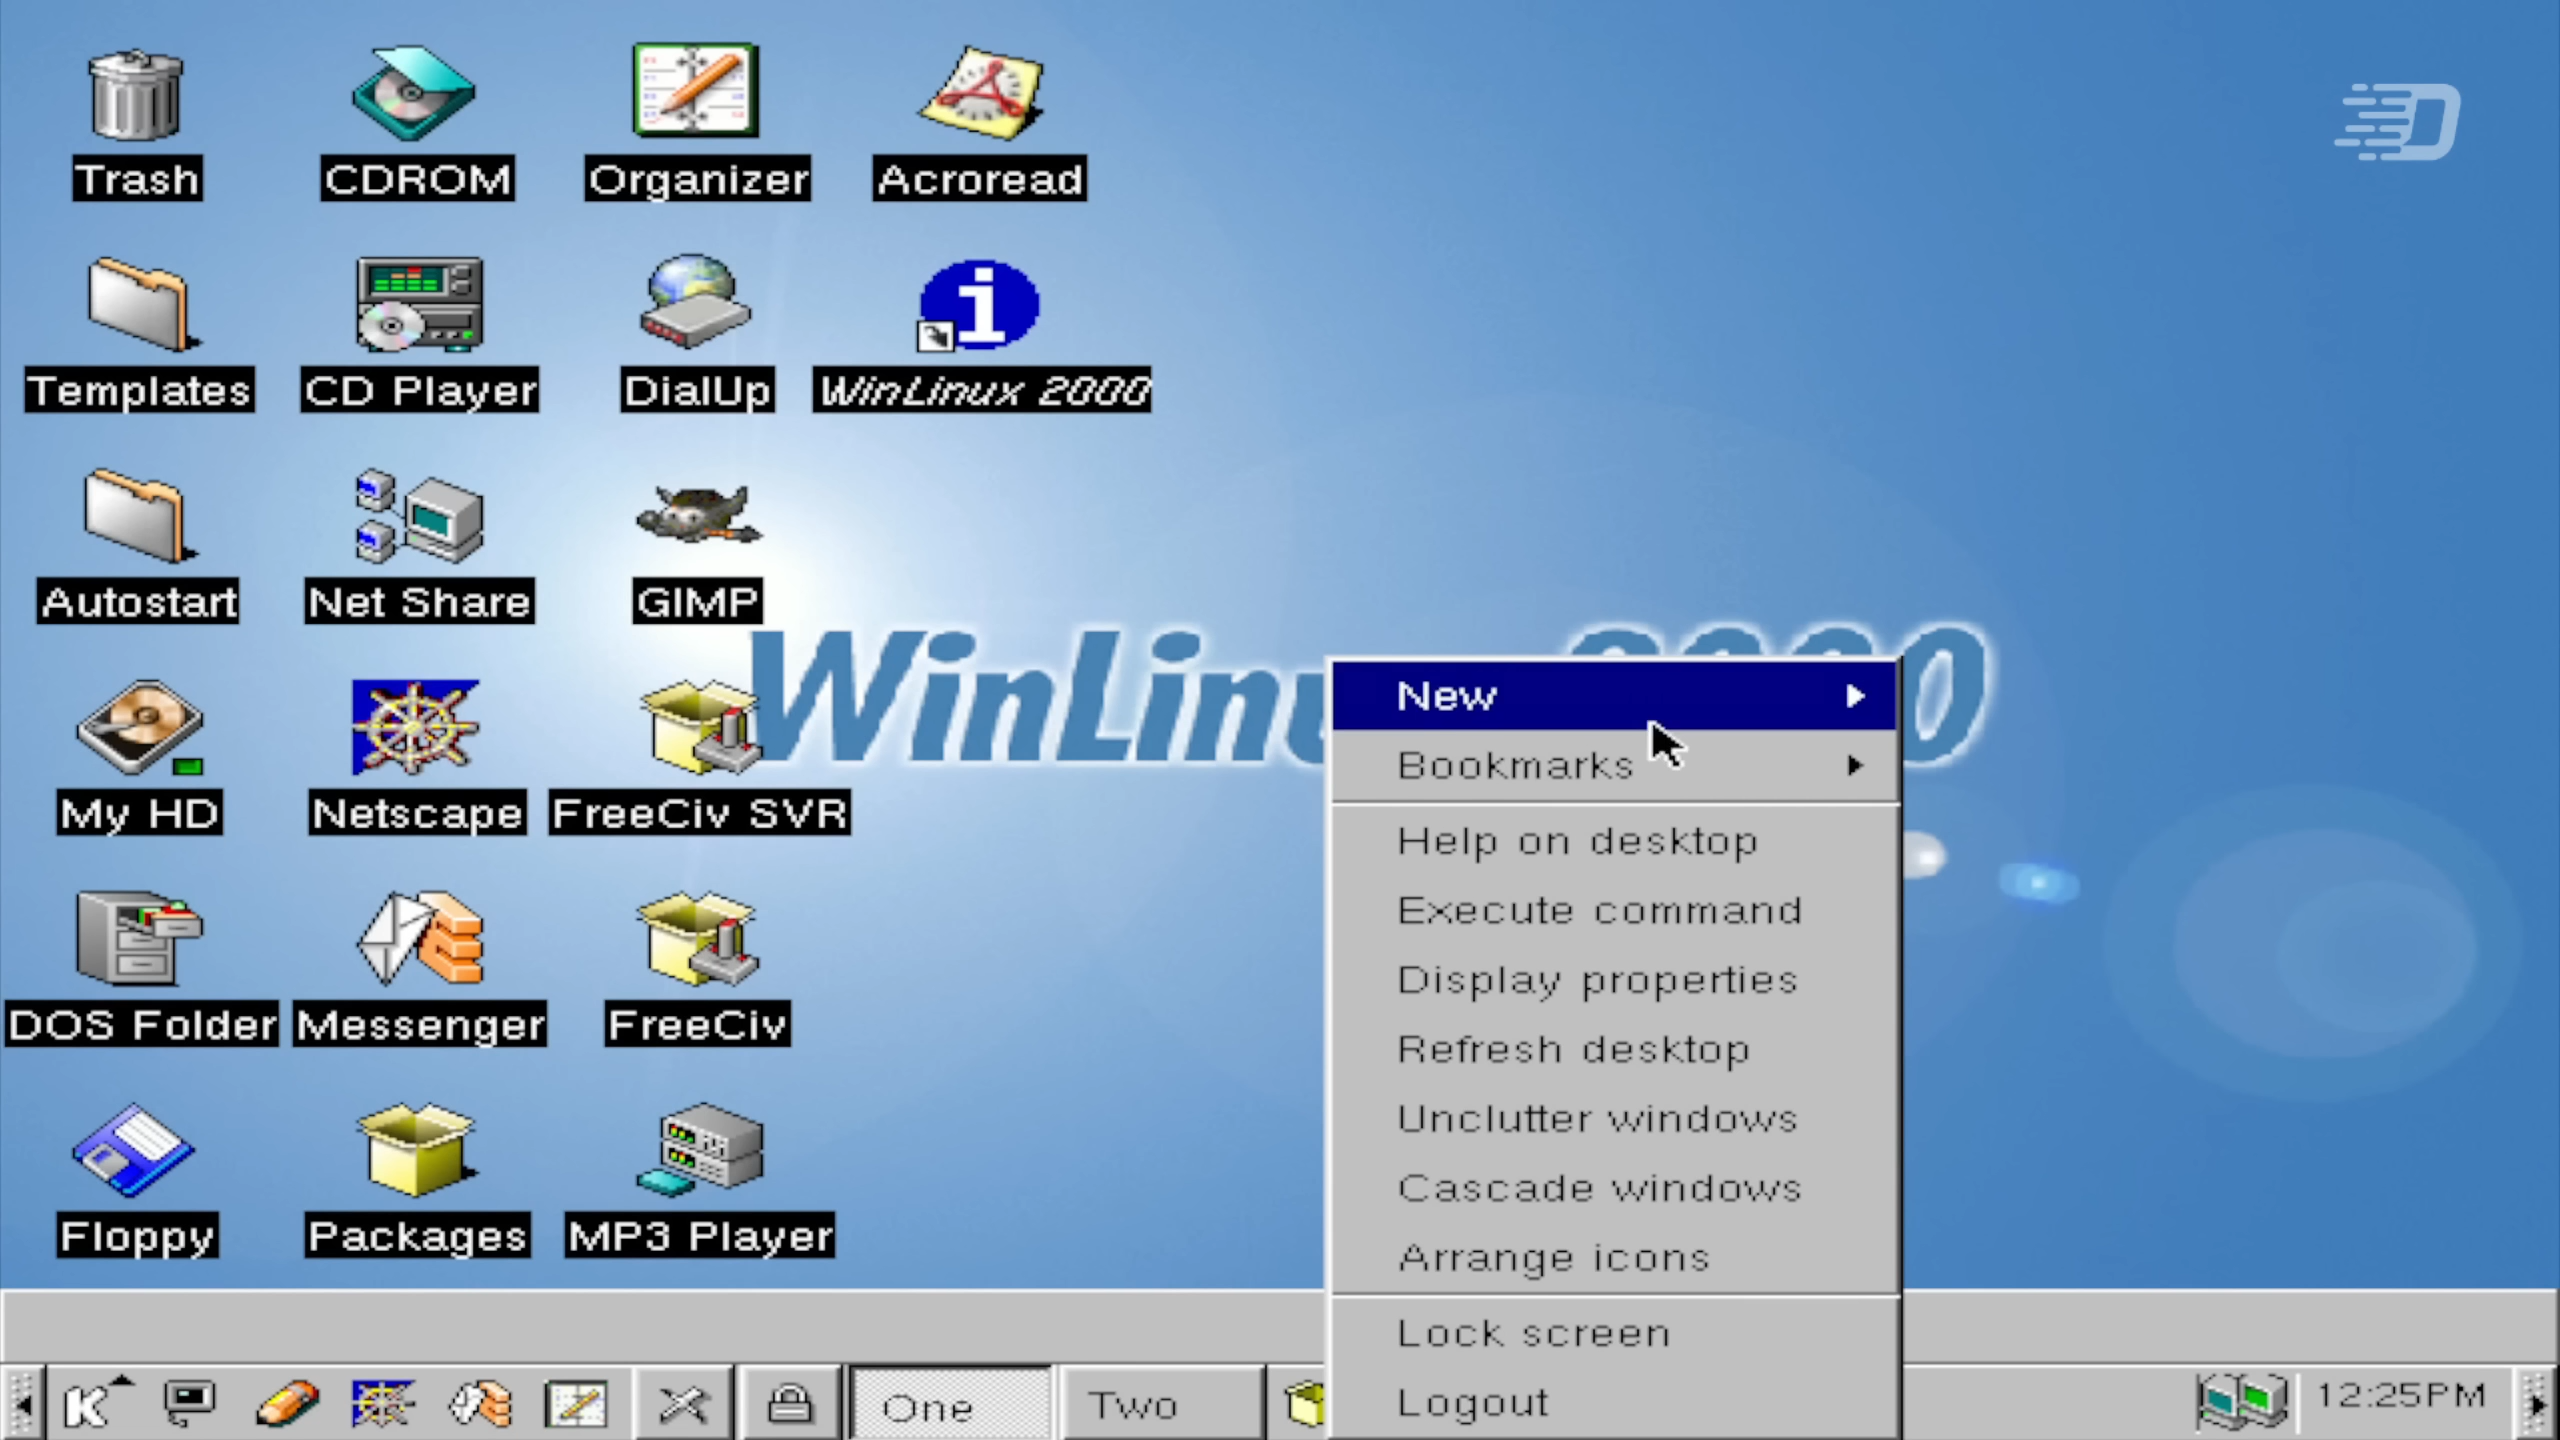 Trash
CDROM
Organizer
Acroread
Templates
CD Player
DialUp
WinLinux 2000
Autostart
Net Share
GIMP
My HD
Netscape
FreeCiv SVR
DOS Folder
Messenger
FreeCiv
Floppy
Packages
MP3 Player
New
Bookmarks
Help on desktop
Execute command
Display properties
Refresh desktop
Unclutter windows
Cascade windows
Arrange icons
Lock screen
Logout
K
One
Two
12:25PM
D